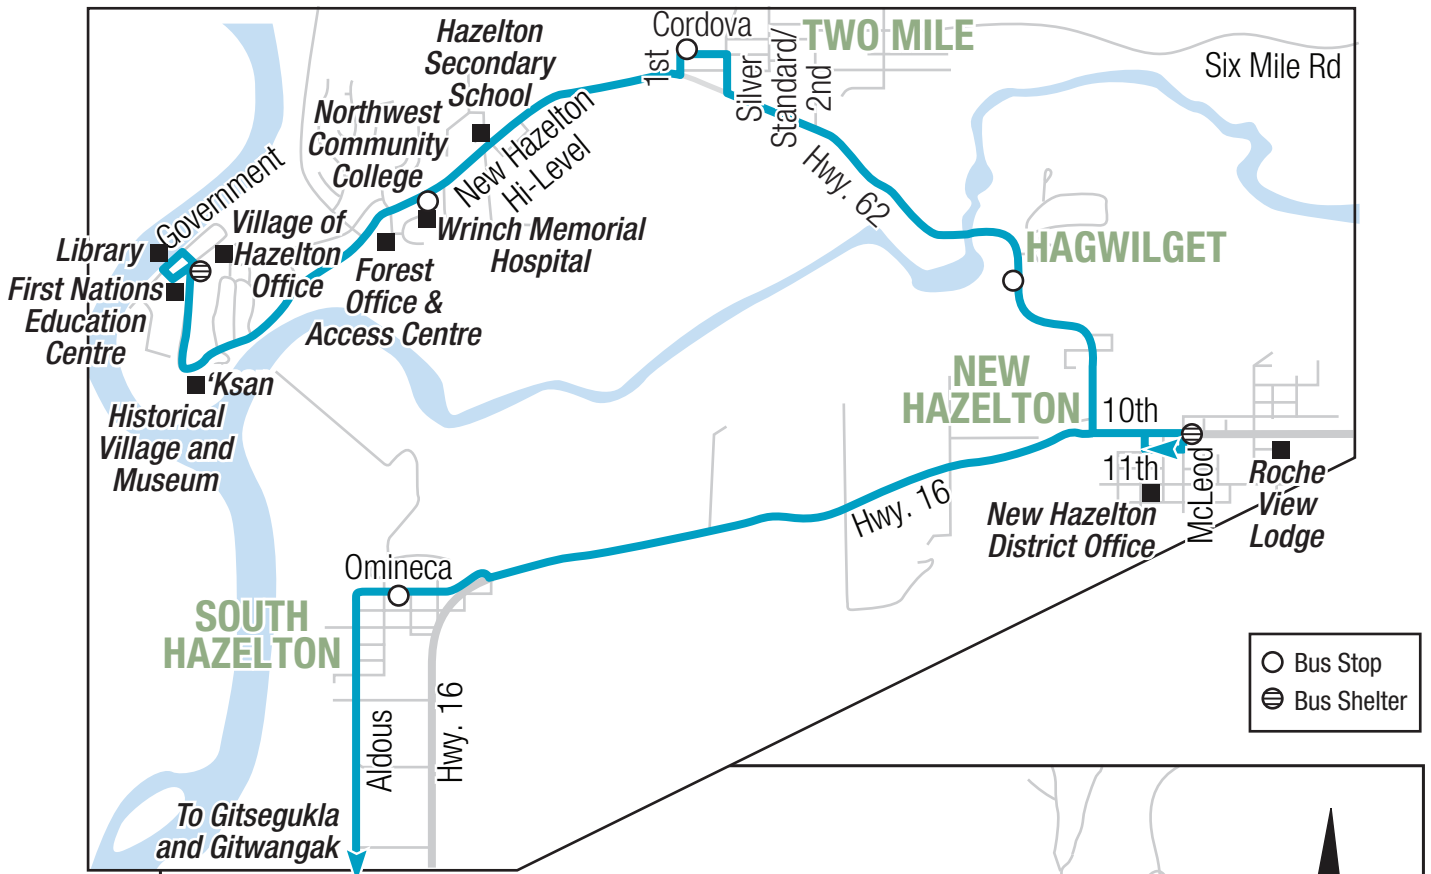 Cordova
TWO MILE
Hazelton
Secondary
School
1st
Silver
Standard/
2nd
Six Mile Rd
Northwest
Community
College
New Hazelton
Hi-Level
Hwy. 62
Government
Village of
Hazelton
Office
Library
Wrinch Memorial
Hospital
HAGWILGET
First Nations
Education
Centre
Forest
Office &
Access Centre
'Ksan
Historical
Village and
Museum
NEW
HAZELTON
10th
11th
McLeod
Roche
View
Lodge
Hwy. 16
New Hazelton
District Office
Omineca
SOUTH
HAZELTON
Aldous
Hwy. 16
To Gitsegukla
and Gitwangak
Bus Stop
Bus Shelter